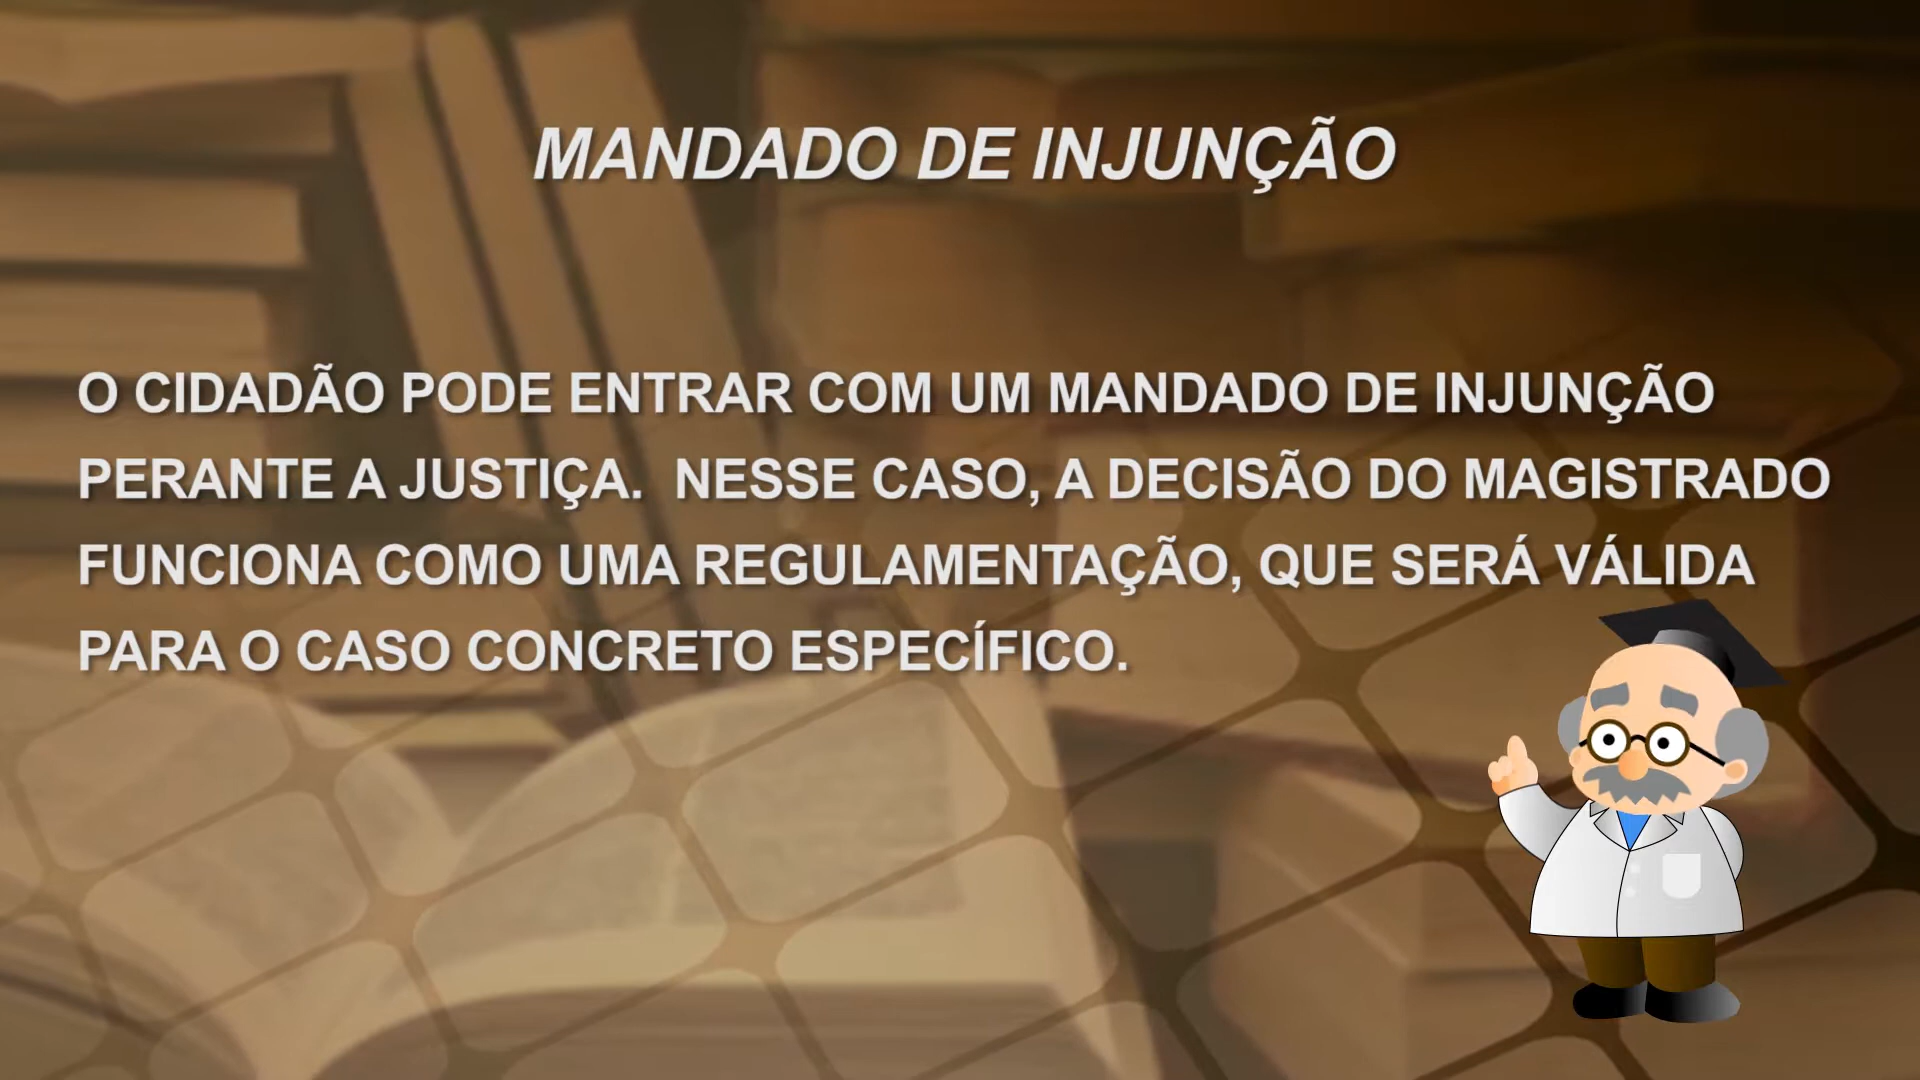 MANDADO DE INJUNÇÃO
O CIDADÃO PODE ENTRAR COM UM MANDADO DE INJUNÇÃO
PERANTE A JUSTIÇA. NESSE CASO, A DECISÃO DO MAGISTRADO
FUNCIONA COMO UMA REGULAMENTAÇÃO, QUE SERÁ VÁLIDA
PARA O CASO CONCRETO ESPECÍFICO.